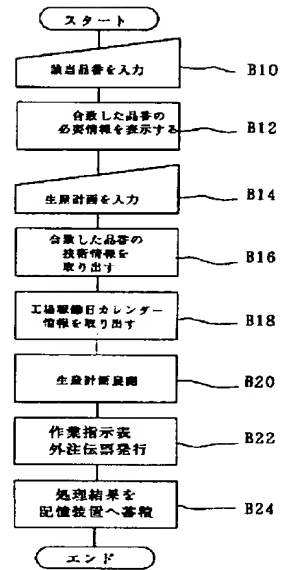 スタート
該当品番を入力
B10
合致した品番の
必要情報を表示する
B12
生産計画を入力
B14
合致した品番の
技術情報を
取り出す
B16
工場稼働日カレンダー
情報を取り出す
B18
生産計画展開
B20
作業指示表
外注伝票発行
B22
処理結果を
記憶装置へ蓄積
B24
エンド